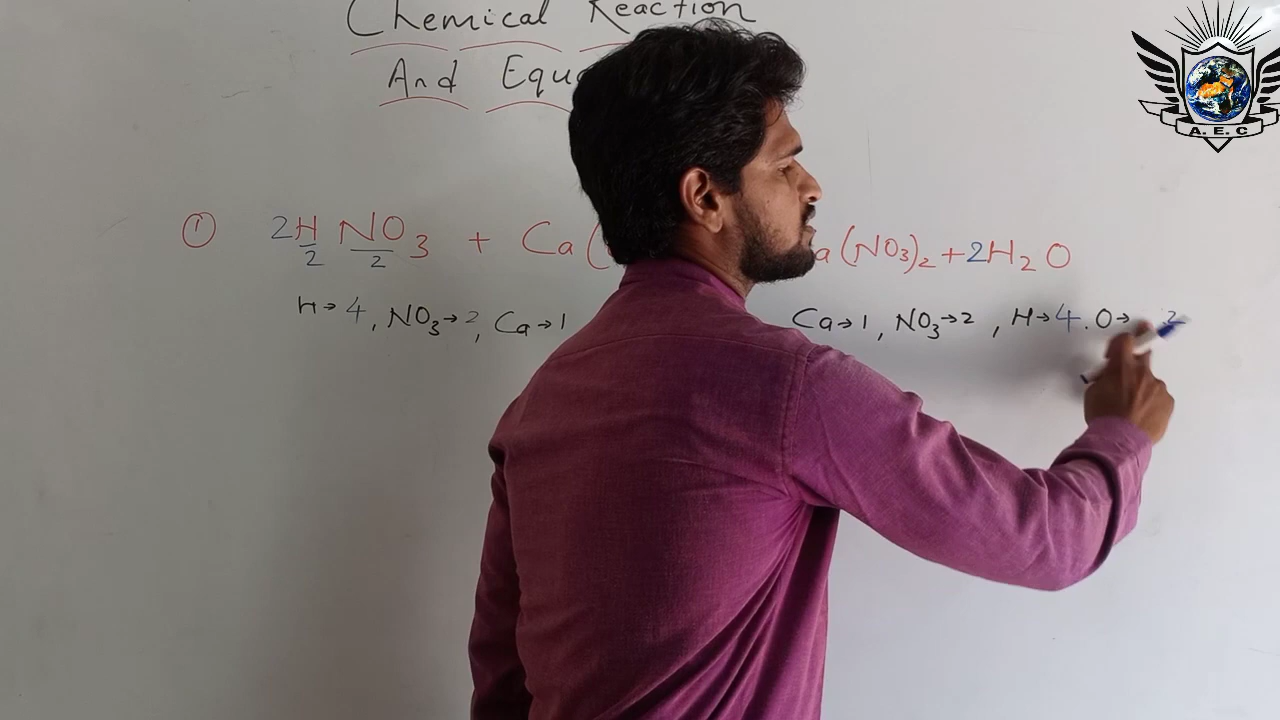 Chemical Reaction
And Equa
① 2H NO3 + Ca( a(NO3)2 + 2H2O
2 2
H→4, NO3→2, Ca→1 Ca→1, NO3→2, H→4. O→ 2
A. E. C